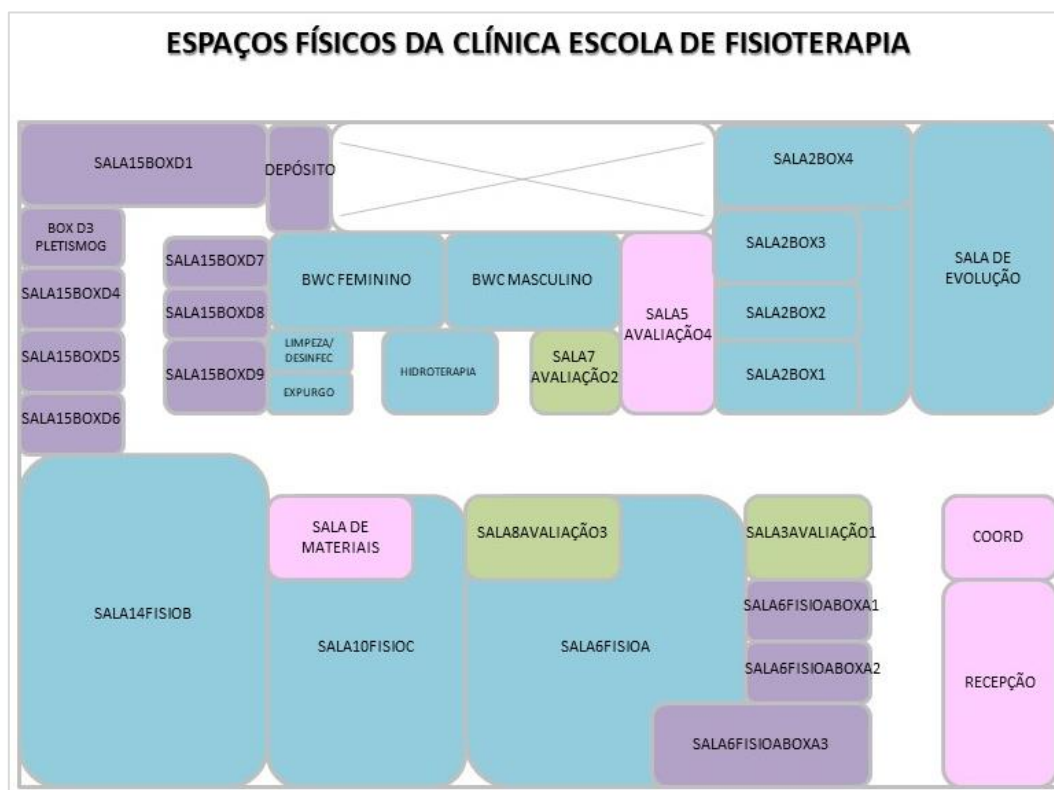 ESPAÇOS FÍSICOS DA CLÍNICA ESCOLA DE FISIOTERAPIA
SALA15BOXD1
DEPÓSITO
SALA2BOX4
BOX D3
PLETISMOG
SALA15BOXD7
BWC FEMININO
BWC MASCULINO
SALA2BOX3
SALA DE
EVOLUÇÃO
SALA15BOXD4
SALA15BOXD8
SALA5
AVALIAÇÃO4
SALA2BOX2
SALA15BOXD5
SALA15BOXD9
LIMPEZA/
DESINFEC
EXPURGO
HIDROTERAPIA
SALA7
AVALIAÇÃO2
SALA2BOX1
SALA15BOXD6
SALA14FISIOB
SALA DE
MATERIAIS
SALA8AVALIAÇÃO3
SALA3AVALIAÇÃO1
COORD
SALA10FISIOC
SALA6FISIOA
SALA6FISIOABOXA1
SALA6FISIOABOXA2
RECEPÇÃO
SALA6FISIOABOXA3